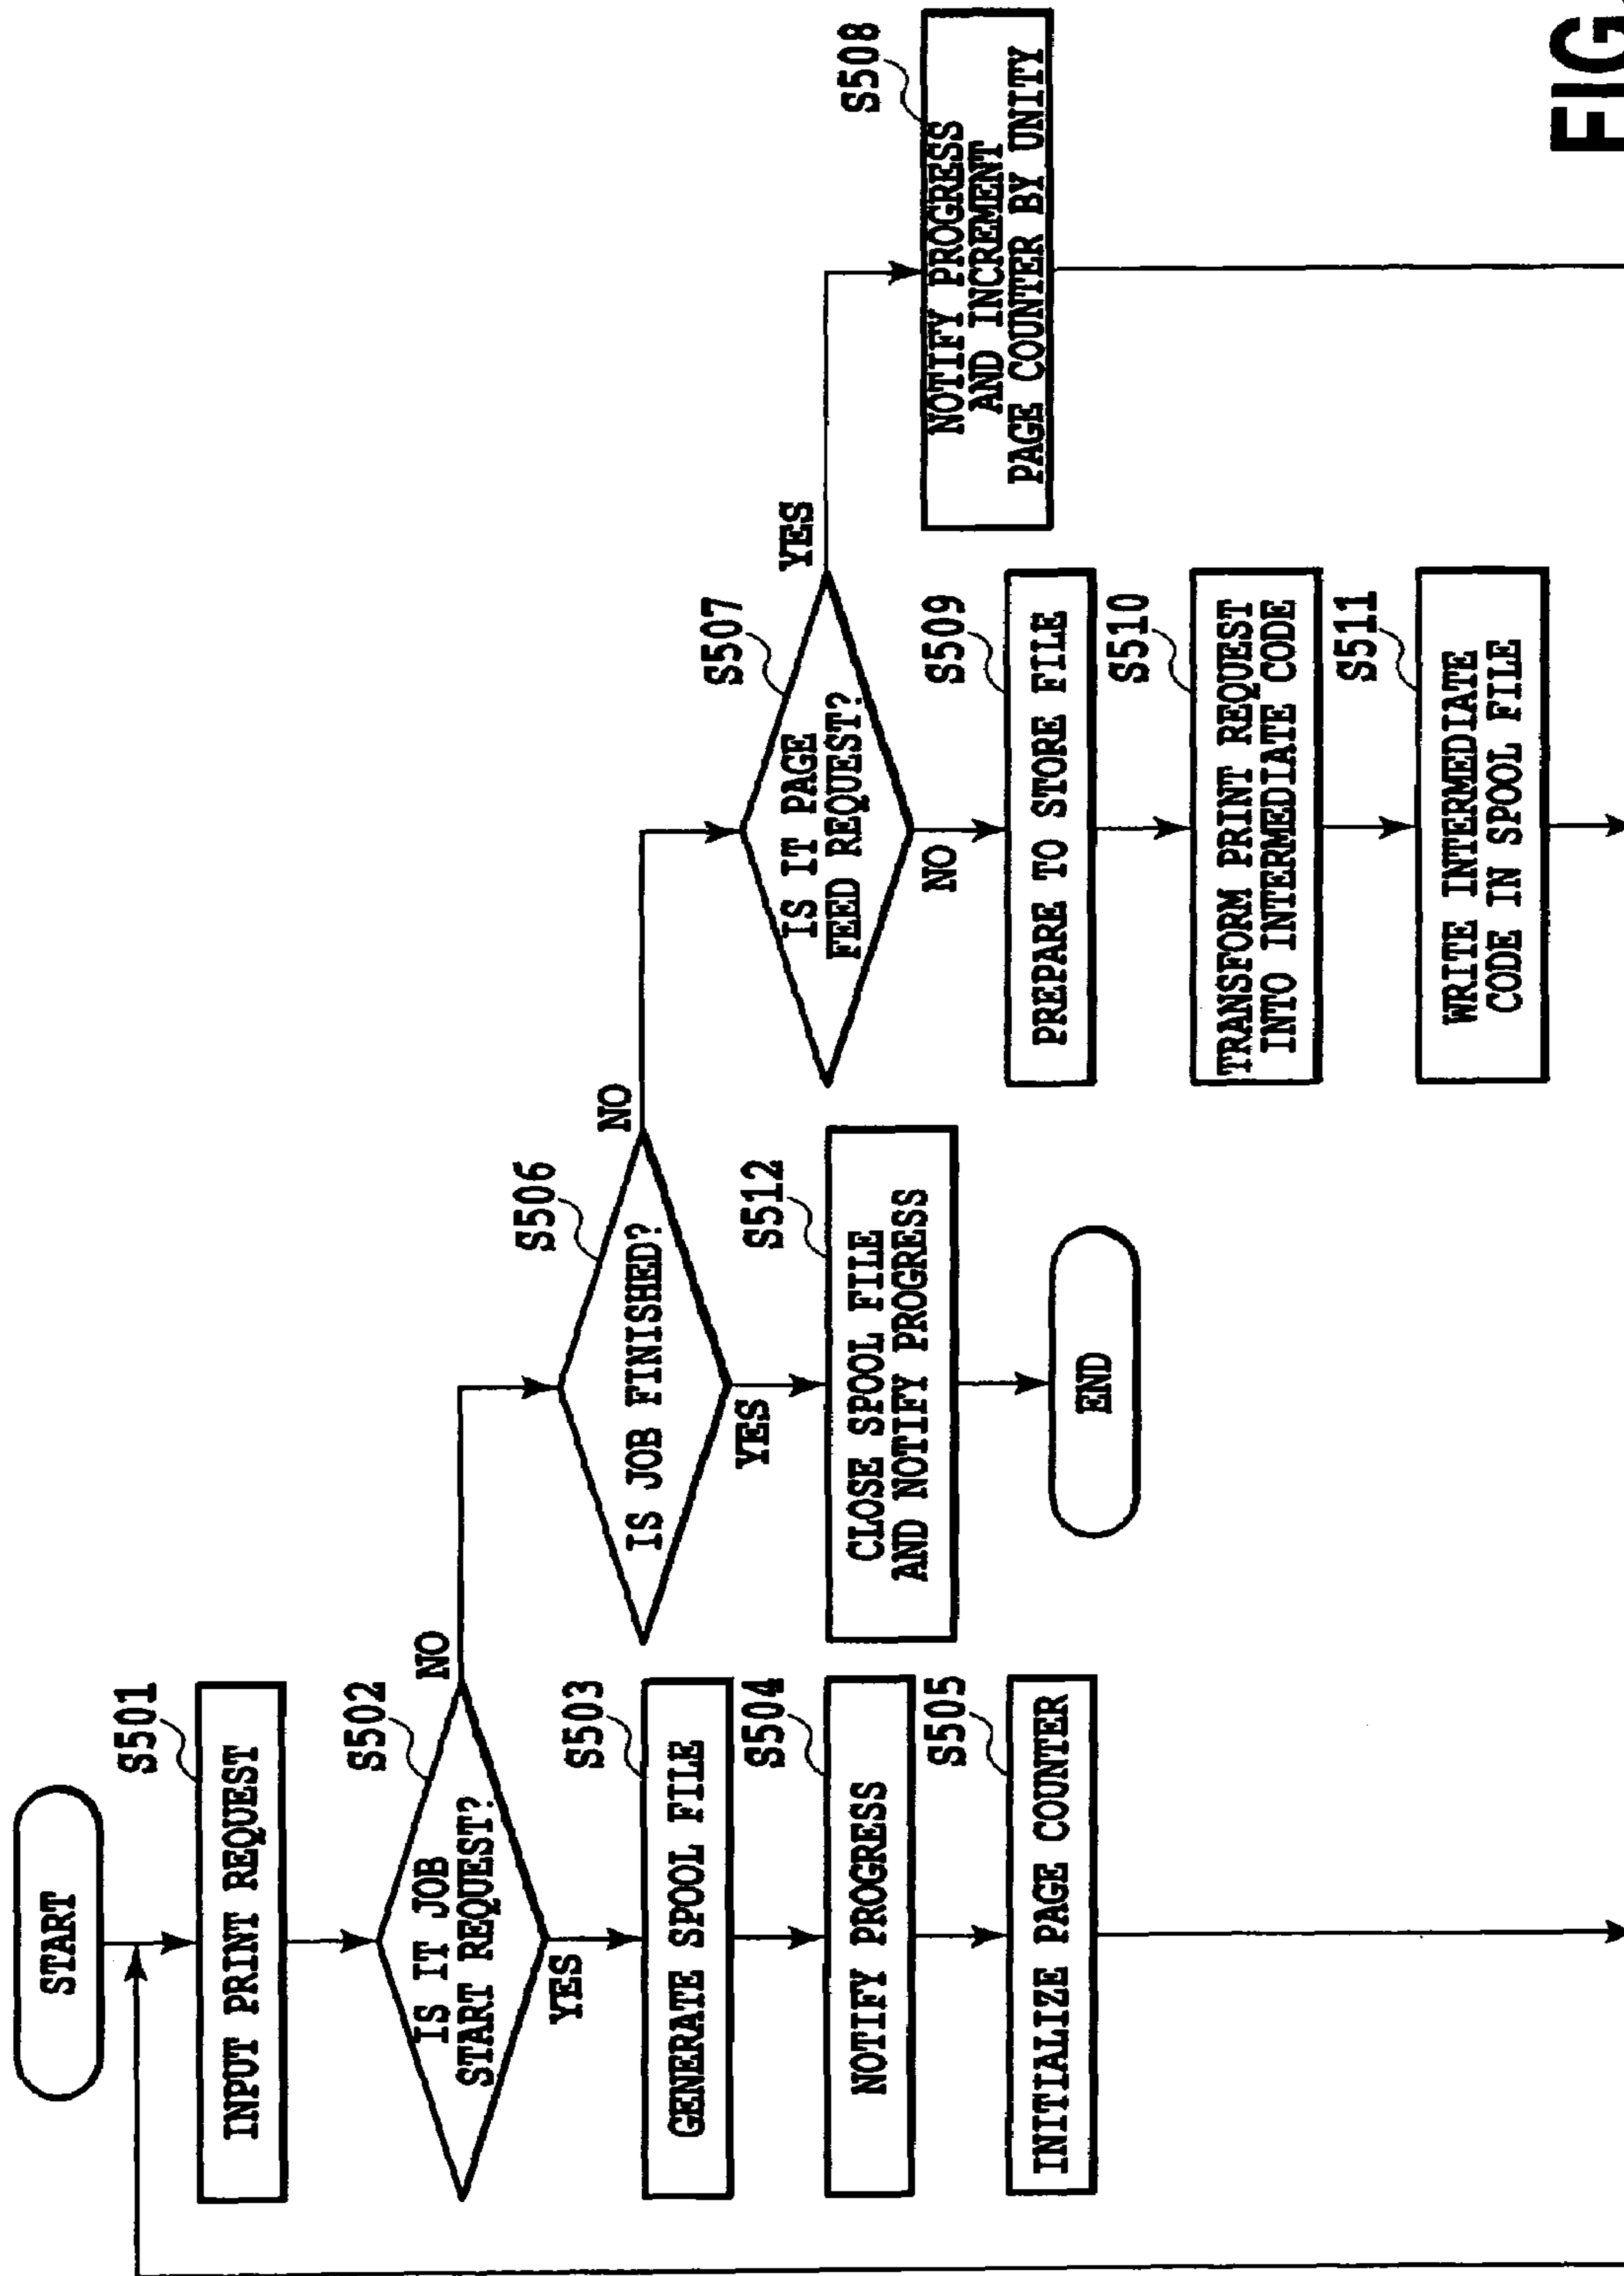 START
S501
INPUT PRINT REQUEST
S502
IS IT JOB
START REQUEST?
NO
YES
S503
GENERATE SPOOL FILE
S504
NOTIFY PROGRESS
S505
INITIALIZE PAGE COUNTER
S506
IS JOB FINISHED?
NO
YES
S512
CLOSE SPOOL FILE
AND NOTIFY PROGRESS
END
S507
IS IT PAGE
FEED REQUEST?
YES
NO
S509
PREPARE TO STORE FILE
S510
TRANSFORM PRINT REQUEST
INTO INTERMEDIATE CODE
S511
WRITE INTERMEDIATE
CODE IN SPOOL FILE
S508
NOTIFY PROGRESS
AND INCREMENT
PAGE COUNTER BY UNITY
FIG